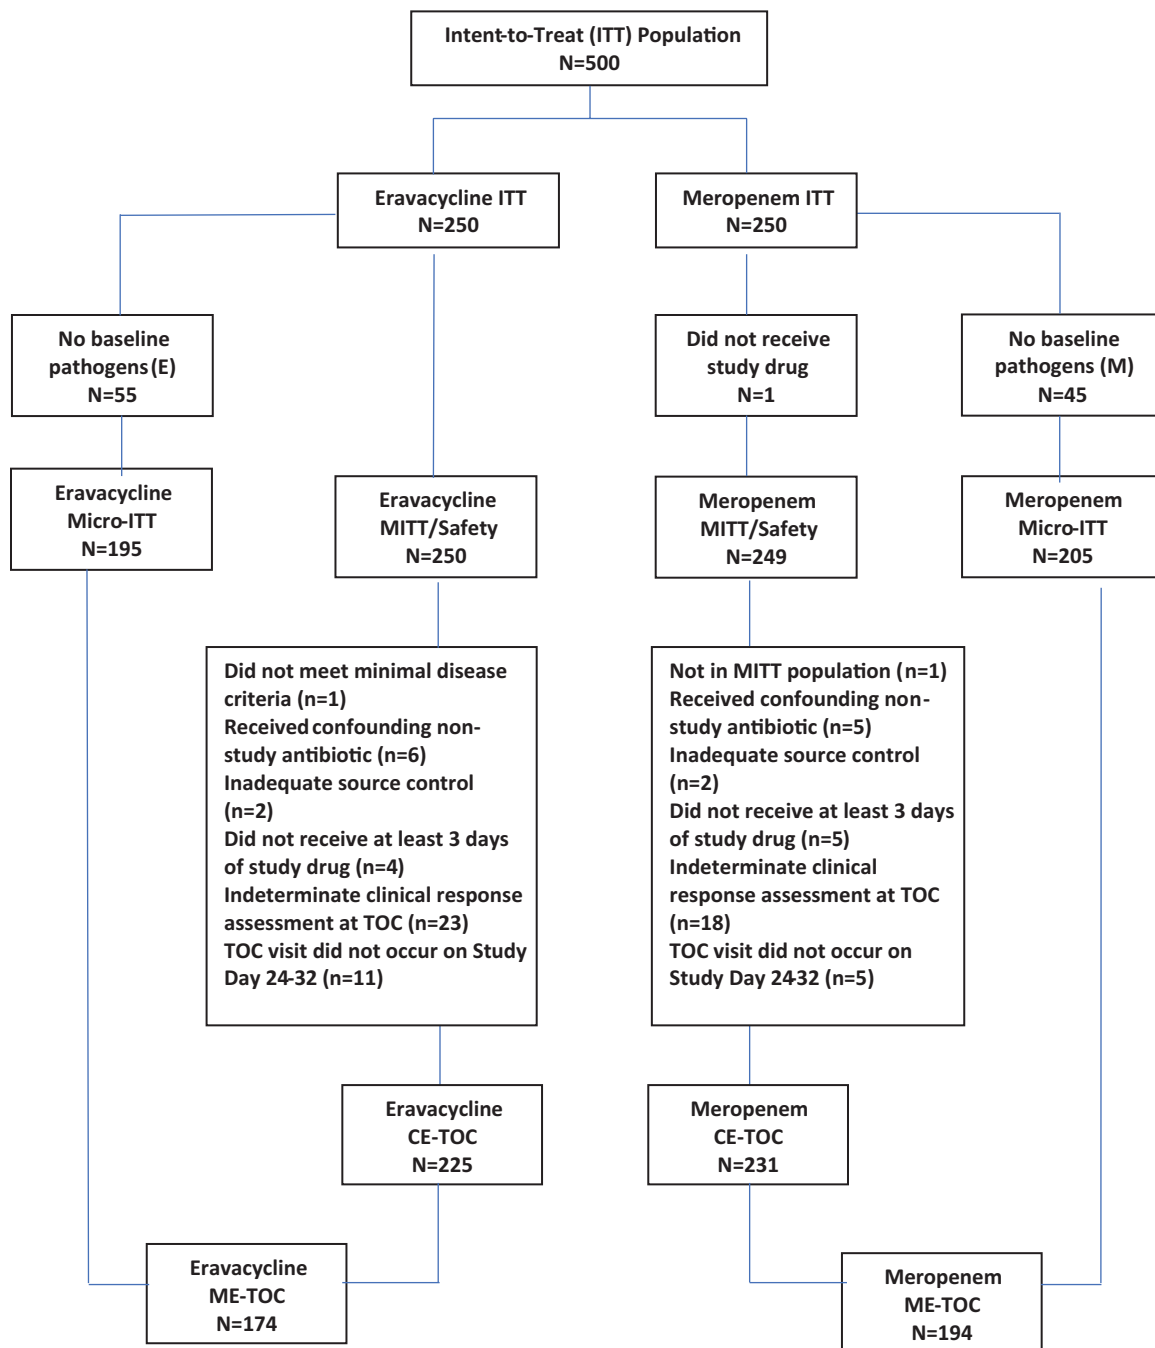 Intent-to-Treat (ITT) Population
N=500
Eravacycline ITT
N=250
Meropenem ITT
N=250
No baseline
pathogens (E)
N=55
Did not receive
study drug
N=1
No baseline
pathogens (M)
N=45
Eravacycline
Micro-ITT
N=195
Eravacycline
MITT/Safety
N=250
Meropenem
MITT/Safety
N=249
Meropenem
Micro-ITT
N=205
Did not meet minimal disease
criteria (n=1)
Received confounding non-
study antibiotic (n=6)
Inadequate source control
(n=2)
Did not receive at least 3 days
of study drug (n=4)
Indeterminate clinical response
assessment at TOC (n=23)
TOC visit did not occur on Study
Day 24-32 (n=11)
Not in MITT population (n=1)
Received confounding non-
study antibiotic (n=5)
Inadequate source control
(n=2)
Did not receive at least 3 days
of study drug (n=5)
Indeterminate clinical
response assessment at TOC
(n=18)
TOC visit did not occur on
Study Day 24-32 (n=5)
Eravacycline
CE-TOC
N=225
Meropenem
CE-TOC
N=231
Eravacycline
ME-TOC
N=174
Meropenem
ME-TOC
N=194